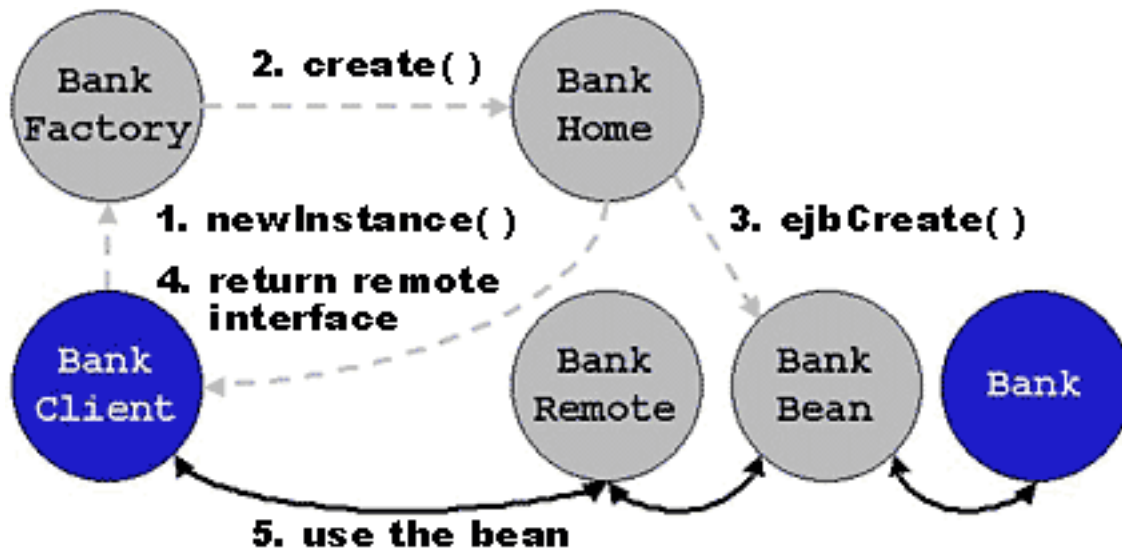 Bank
Factory
2. create( )
Bank
Home
1. newInstance( )
3. ejbCreate( )
4. return remote
interface
Bank
Client
Bank
Remote
Bank
Bean
Bank
5. use the bean